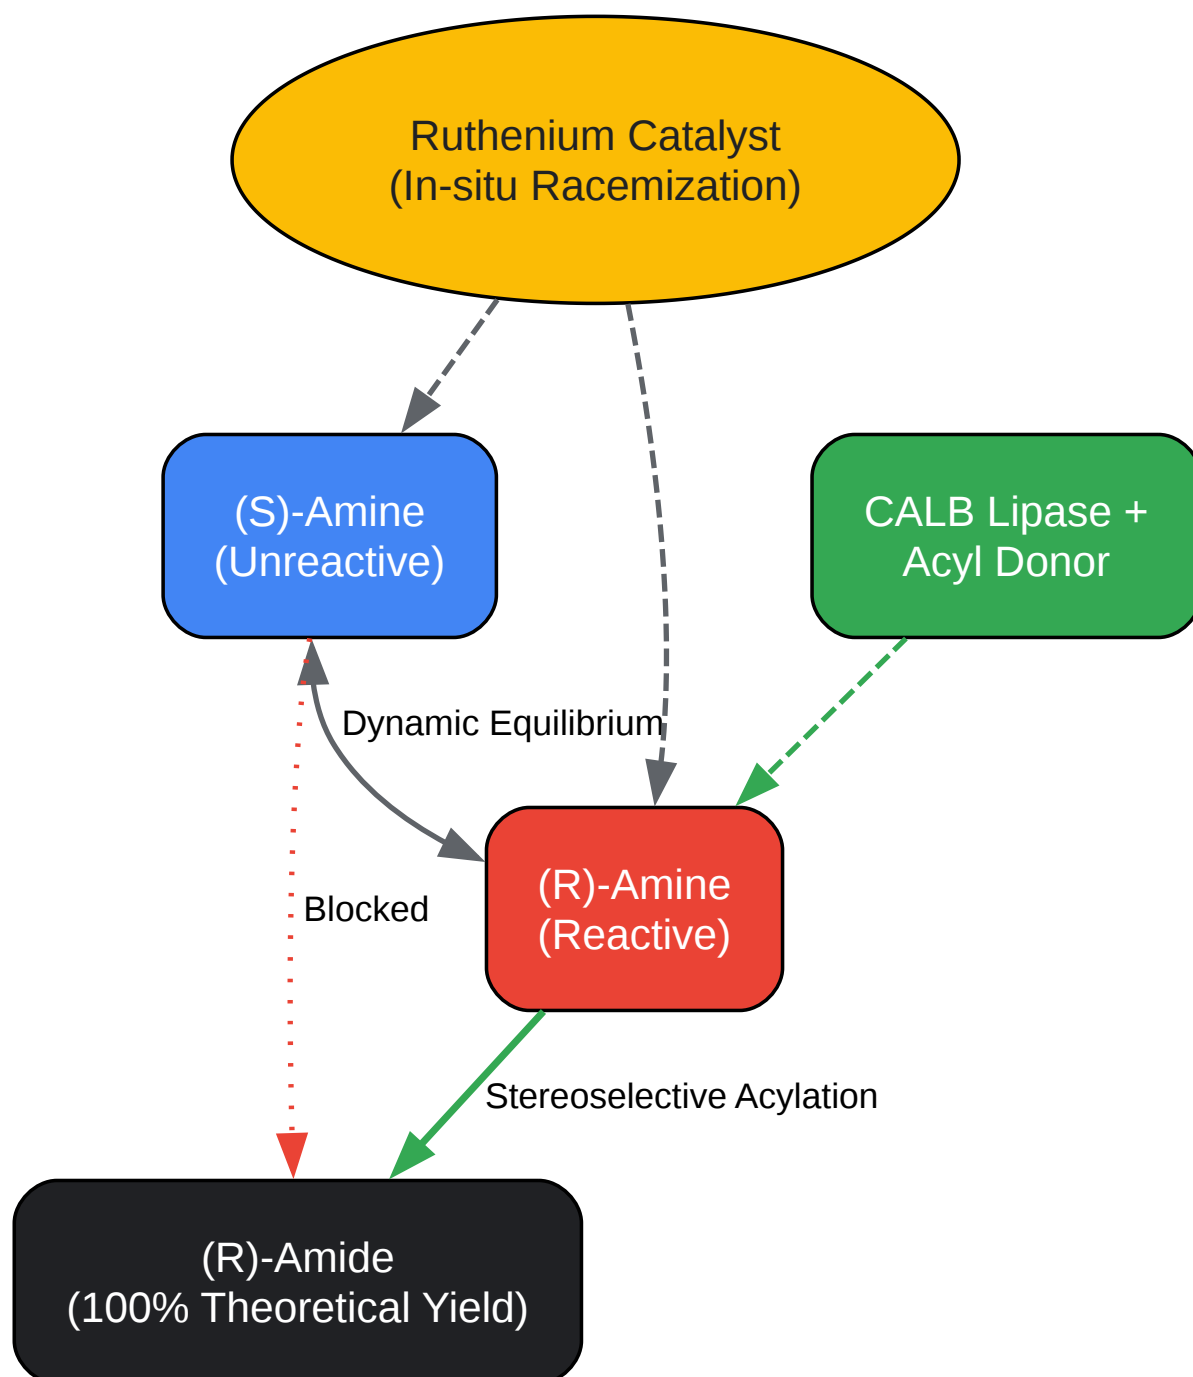 Ruthenium Catalyst
(In-situ Racemization)
(S)-Amine
(Unreactive)
CALB Lipase +
Acyl Donor
Dynamic Equilibrium
(R)-Amine
(Reactive)
Blocked
Stereoselective Acylation
(R)-Amide
(100% Theoretical Yield)